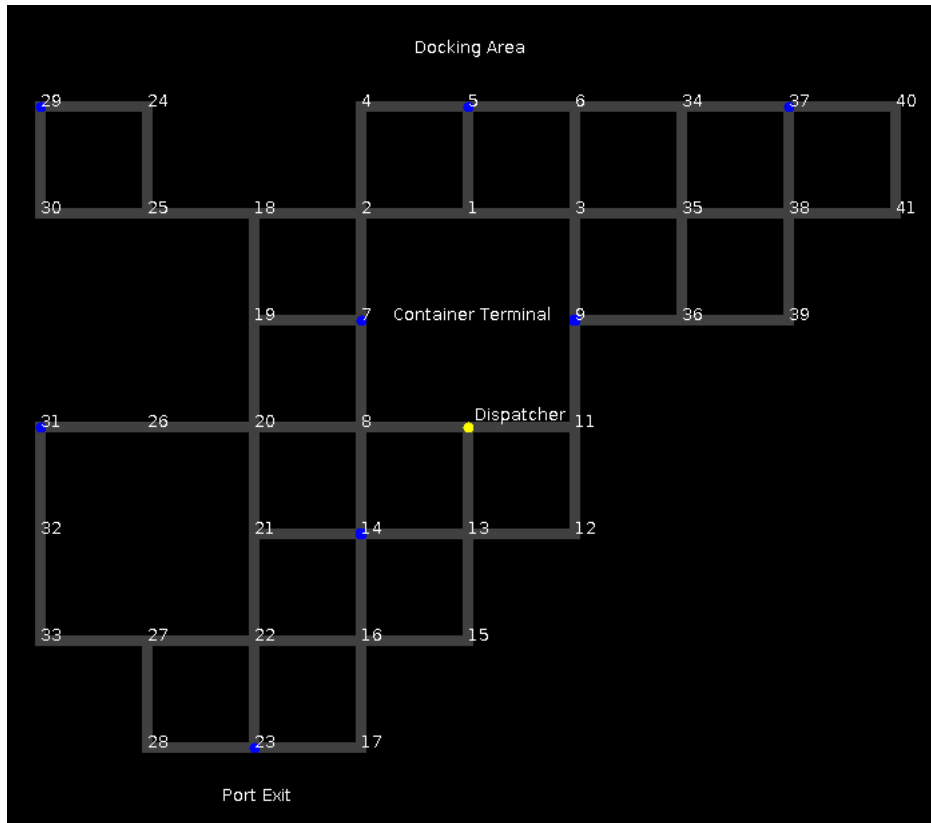 Docking Area
29 24 4 5 6 34 37 40
30 25 18 2 1 3 35 38 41
19 7 Container Terminal 9 36 39
Dispatcher
31 26 20 8 11
32 21 14 13 12
33 27 22 16 15
28 23 17
Port Exit